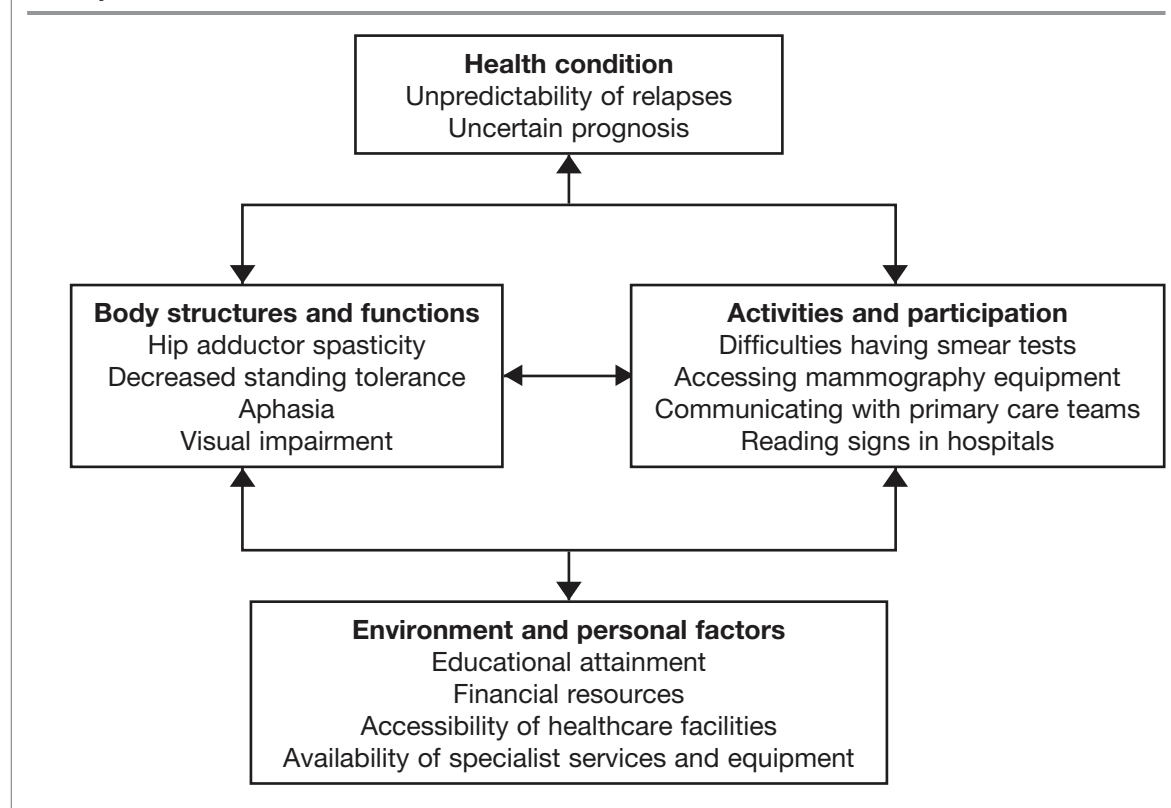 Health condition
Unpredictability of relapses
Uncertain prognosis
Body structures and functions
Hip adductor spasticity
Decreased standing tolerance
Aphasia
Visual impairment
Activities and participation
Difficulties having smear tests
Accessing mammography equipment
Communicating with primary care teams
Reading signs in hospitals
Environment and personal factors
Educational attainment
Financial resources
Accessibility of healthcare facilities
Availability of specialist services and equipment